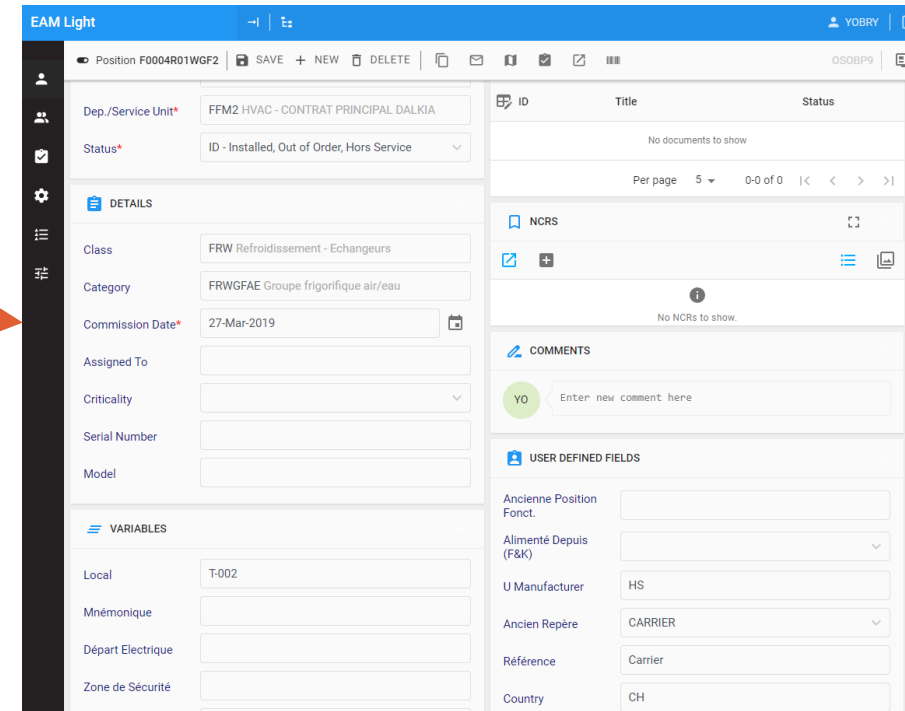 EAM Light
YOBRY
Position F0004R01WGF2 SAVE NEW DELETE
OSOBP9
Dep./Service Unit* FFM2 HVAC - CONTRAT PRINCIPAL DALKIA
Status* ID - Installed, Out of Order, Hors Service
DETAILS
Class FRW Refroidissement - Echangeurs
Category FRWGFAE Groupe frigorifique air/eau
Commission Date* 27-Mar-2019
Assigned To
Criticality
Serial Number
Model
VARIABLES
Local T-002
Mnémonique
Départ Electrique
Zone de Sécurité
ID Title Status
No documents to show
Per page 5 0-0 of 0
NCRS
No NCRs to show.
COMMENTS
YO Enter new comment here
USER DEFINED FIELDS
Ancienne Position
Fonct.
Alimenté Depuis
(F&K)
U Manufacturer HS
Ancien Repère CARRIER
Référence Carrier
Country CH